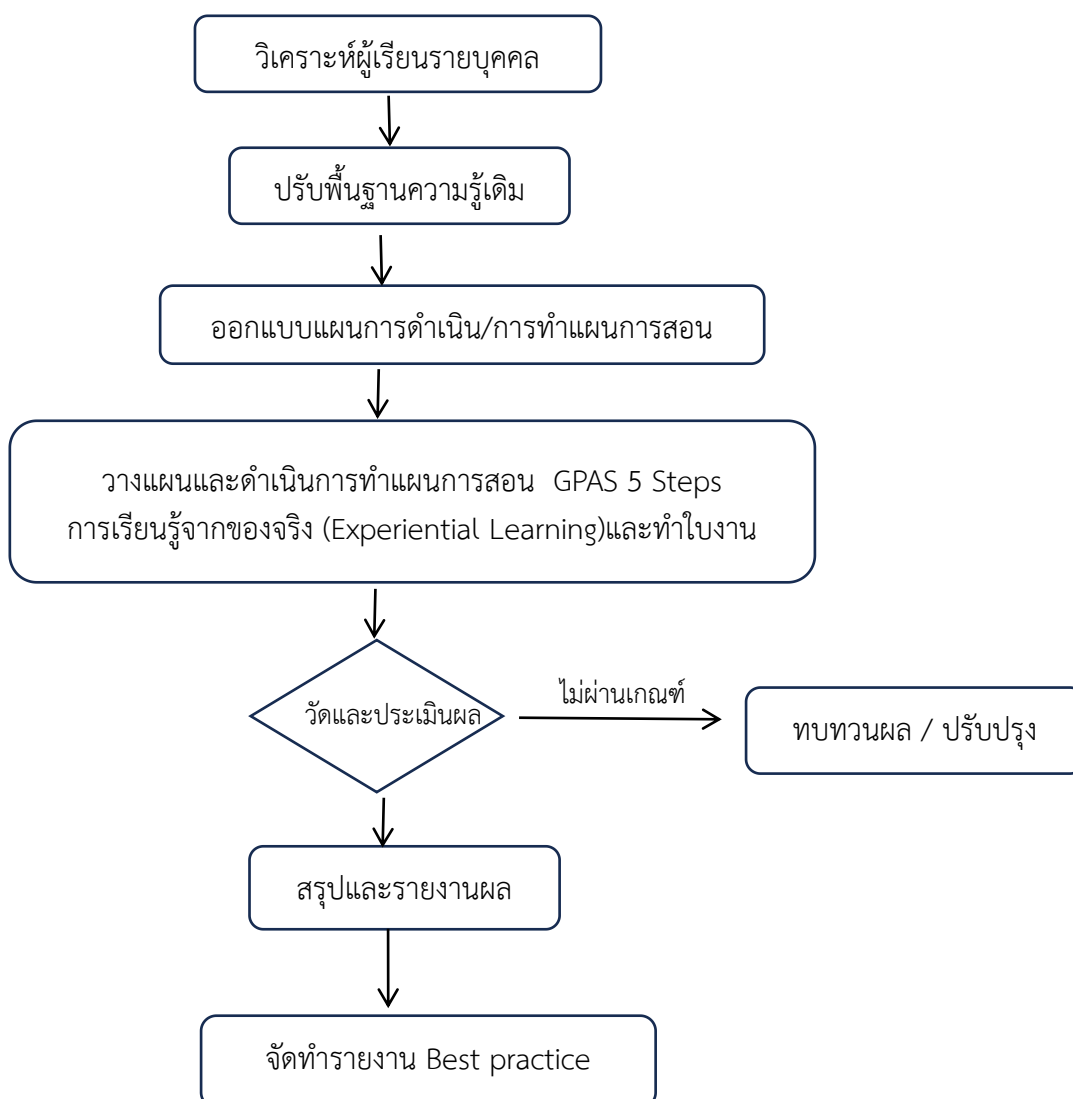 วิเคราะห์ผู้เรียนรายบุคคล
ปรับพื้นฐานความรู้เดิม
ออกแบบแผนการดำเนิน/การทำแผนการสอน
วางแผนและดำเนินการทำแผนการสอน GPAS 5 Steps
การเรียนรู้จากของจริง (Experiential Learning)และทำใบงาน
วัดและประเมินผล
ไม่ผ่านเกณฑ์
ทบทวนผล / ปรับปรุง
สรุปและรายงานผล
จัดทำรายงาน Best practice